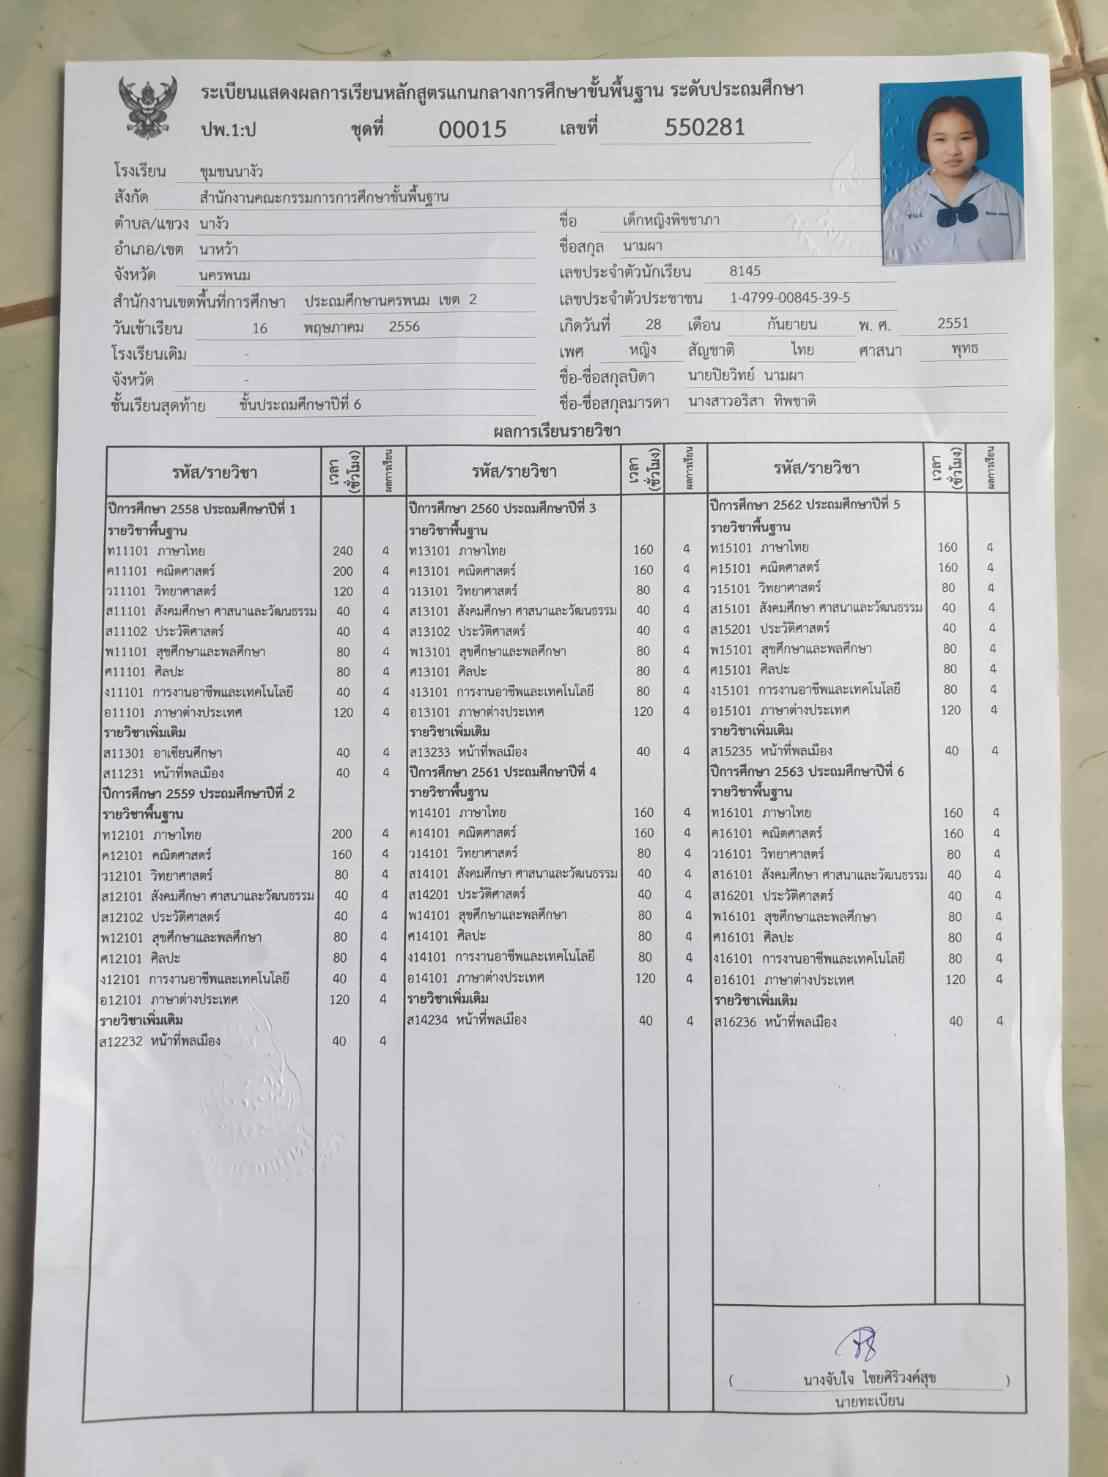 ระเบียนแสดงผลการเรียนหลักสูตรแกนกลางการศึกษาขั้นพื้นฐาน ระดับประถมศึกษา
ปพ.1:ป ชุดที่ 00015 เลขที่ 550281
โรงเรียน ชุมชนนางัว
สังกัด สำนักงานคณะกรรมการการศึกษาขั้นพื้นฐาน
ตำบล/แขวง นางัว
อำเภอ/เขต นาหว้า
จังหวัด นครพนม
สำนักงานเขตพื้นที่การศึกษา ประถมศึกษานครพนม เขต 2
วันเข้าเรียน 16 พฤษภาคม 2556
โรงเรียนเดิม -
จังหวัด -
ชั้นเรียนสุดท้าย ชั้นประถมศึกษาปีที่ 6
ชื่อ เด็กหญิงพิชชาภา
ชื่อสกุล นามผา
เลขประจำตัวนักเรียน 8145
เลขประจำตัวประชาชน 1-4799-00845-39-5
เกิดวันที่ 28 เดือน กันยายน พ. ศ. 2551
เพศ หญิง สัญชาติ ไทย ศาสนา พุทธ
ชื่อ-ชื่อสกุลบิดา นายปิยวิทย์ นามผา
ชื่อ-ชื่อสกุลมารดา นางสาวอริสา ทิพชาติ
ผลการเรียนรายวิชา
รหัส/รายวิชา เวลา (ชั่วโมง) ผลการเรียน
ปีการศึกษา 2558 ประถมศึกษาปีที่ 1
รายวิชาพื้นฐาน
ท11101 ภาษาไทย 240 4
ค11101 คณิตศาสตร์ 200 4
ว11101 วิทยาศาสตร์ 120 4
ส11101 สังคมศึกษา ศาสนาและวัฒนธรรม 40 4
ส11102 ประวัติศาสตร์ 40 4
พ11101 สุขศึกษาและพลศึกษา 80 4
ศ11101 ศิลปะ 80 4
ง11101 การงานอาชีพและเทคโนโลยี 40 4
อ11101 ภาษาต่างประเทศ 120 4
รายวิชาเพิ่มเติม
ส11301 อาเซียนศึกษา 40 4
ส11231 หน้าที่พลเมือง 40 4
ปีการศึกษา 2559 ประถมศึกษาปีที่ 2
รายวิชาพื้นฐาน
ท12101 ภาษาไทย 200 4
ค12101 คณิตศาสตร์ 160 4
ว12101 วิทยาศาสตร์ 80 4
ส12101 สังคมศึกษา ศาสนาและวัฒนธรรม 40 4
ส12102 ประวัติศาสตร์ 40 4
พ12101 สุขศึกษาและพลศึกษา 80 4
ศ12101 ศิลปะ 80 4
ง12101 การงานอาชีพและเทคโนโลยี 40 4
อ12101 ภาษาต่างประเทศ 120 4
รายวิชาเพิ่มเติม
ส12232 หน้าที่พลเมือง 40 4
รหัส/รายวิชา เวลา (ชั่วโมง) ผลการเรียน
ปีการศึกษา 2560 ประถมศึกษาปีที่ 3
รายวิชาพื้นฐาน
ท13101 ภาษาไทย 160 4
ค13101 คณิตศาสตร์ 160 4
ว13101 วิทยาศาสตร์ 80 4
ส13101 สังคมศึกษา ศาสนาและวัฒนธรรม 40 4
ส13102 ประวัติศาสตร์ 40 4
พ13101 สุขศึกษาและพลศึกษา 80 4
ศ13101 ศิลปะ 80 4
ง13101 การงานอาชีพและเทคโนโลยี 80 4
อ13101 ภาษาต่างประเทศ 120 4
รายวิชาเพิ่มเติม
ส13233 หน้าที่พลเมือง 40 4
ปีการศึกษา 2561 ประถมศึกษาปีที่ 4
รายวิชาพื้นฐาน
ท14101 ภาษาไทย 160 4
ค14101 คณิตศาสตร์ 160 4
ว14101 วิทยาศาสตร์ 80 4
ส14101 สังคมศึกษา ศาสนาและวัฒนธรรม 40 4
ส14201 ประวัติศาสตร์ 40 4
พ14101 สุขศึกษาและพลศึกษา 80 4
ศ14101 ศิลปะ 80 4
ง14101 การงานอาชีพและเทคโนโลยี 80 4
อ14101 ภาษาต่างประเทศ 120 4
รายวิชาเพิ่มเติม
ส14234 หน้าที่พลเมือง 40 4
รหัส/รายวิชา เวลา (ชั่วโมง) ผลการเรียน
ปีการศึกษา 2562 ประถมศึกษาปีที่ 5
รายวิชาพื้นฐาน
ท15101 ภาษาไทย 160 4
ค15101 คณิตศาสตร์ 160 4
ว15101 วิทยาศาสตร์ 80 4
ส15101 สังคมศึกษา ศาสนาและวัฒนธรรม 40 4
ส15201 ประวัติศาสตร์ 40 4
พ15101 สุขศึกษาและพลศึกษา 80 4
ศ15101 ศิลปะ 80 4
ง15101 การงานอาชีพและเทคโนโลยี 80 4
อ15101 ภาษาต่างประเทศ 120 4
รายวิชาเพิ่มเติม
ส15235 หน้าที่พลเมือง 40 4
ปีการศึกษา 2563 ประถมศึกษาปีที่ 6
รายวิชาพื้นฐาน
ท16101 ภาษาไทย 160 4
ค16101 คณิตศาสตร์ 160 4
ว16101 วิทยาศาสตร์ 80 4
ส16101 สังคมศึกษา ศาสนาและวัฒนธรรม 40 4
ส16201 ประวัติศาสตร์ 40 4
พ16101 สุขศึกษาและพลศึกษา 80 4
ศ16101 ศิลปะ 80 4
ง16101 การงานอาชีพและเทคโนโลยี 80 4
อ16101 ภาษาต่างประเทศ 120 4
รายวิชาเพิ่มเติม
ส16236 หน้าที่พลเมือง 40 4
( นางจับใจ ไชยศิริวงค์สุข )
นายทะเบียน